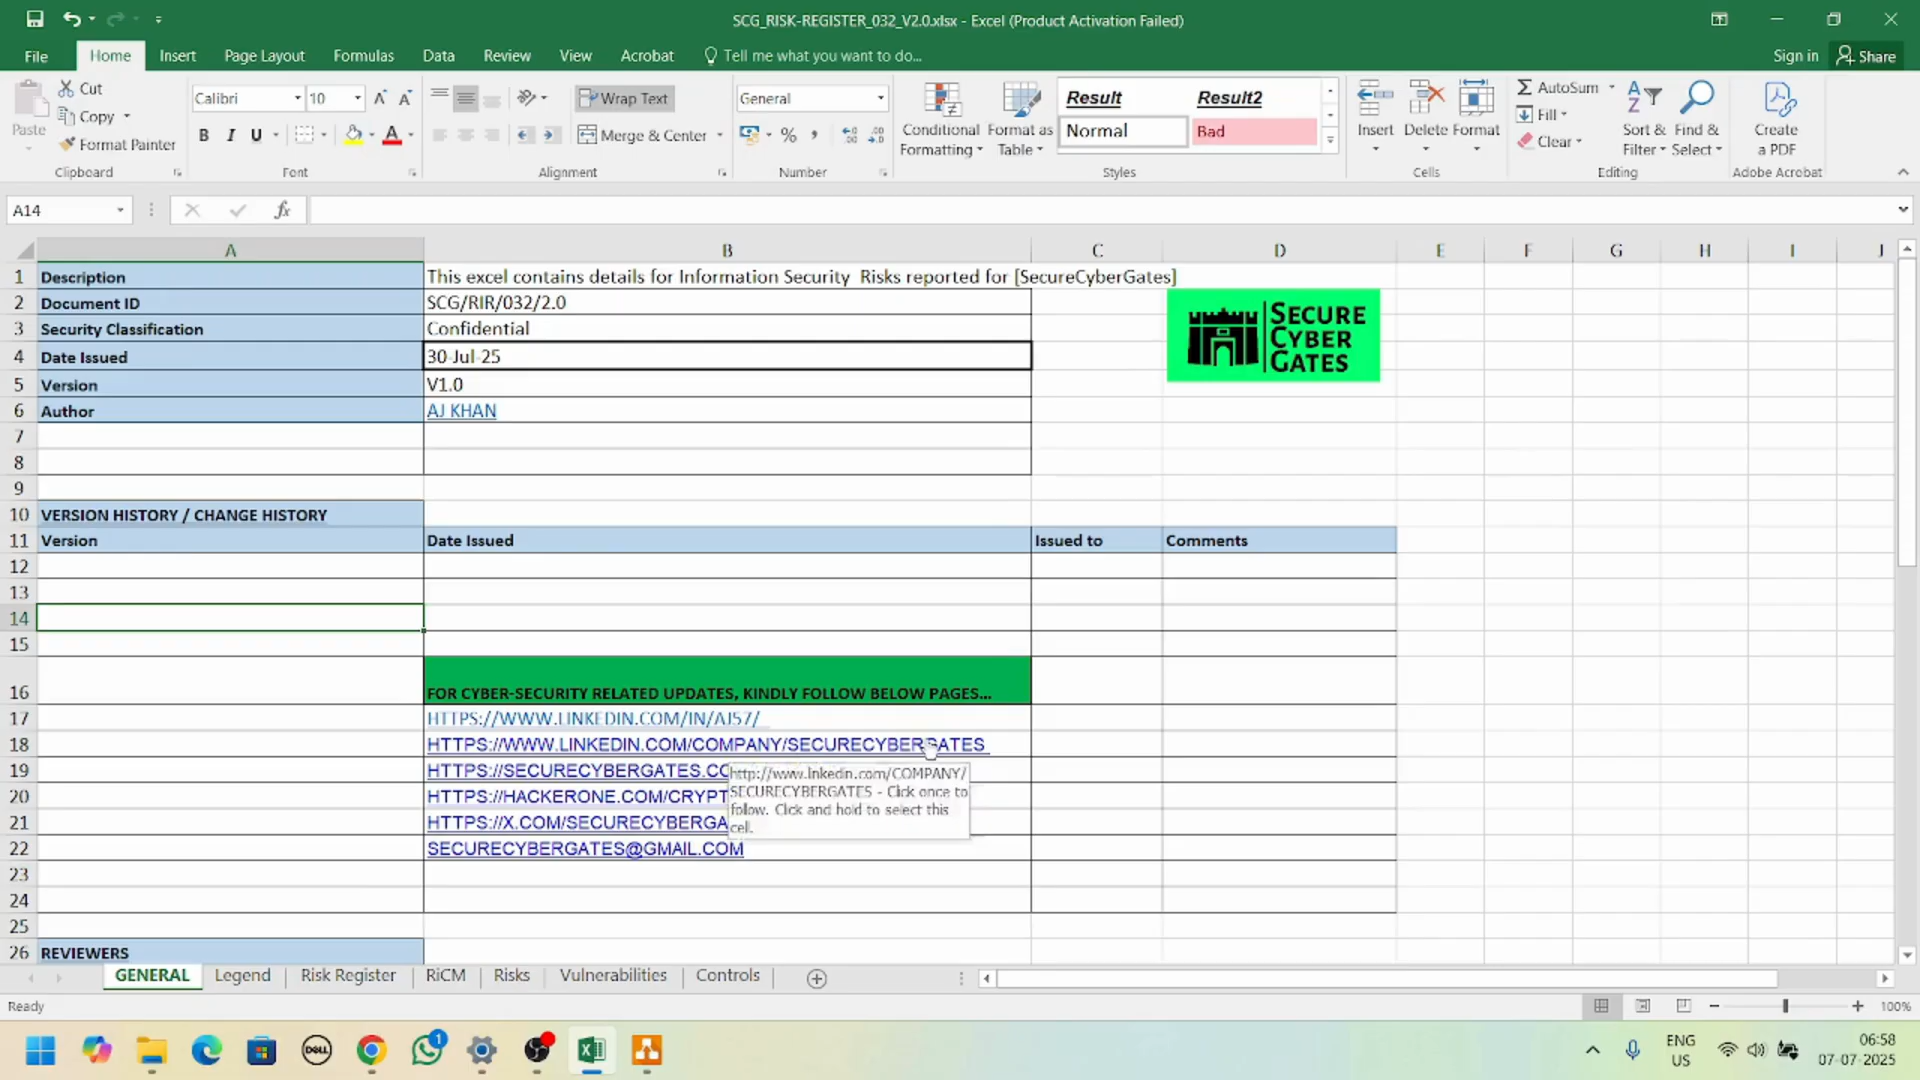 SCG_RISK-REGISTER_032_V2.0.xlsx - Excel (Product Activation Failed)
File Home Insert Page Layout Formulas Data Review View Acrobat Tell me what you want to do... Sign in Share
Paste Cut Copy Format Painter Clipboard
Calibri 10 B I U A Font
Wrap Text Merge & Center Alignment
General % , Number
Conditional Formatting Format as Table
Result Result2 Normal Bad Styles
Insert Delete Format Cells
AutoSum Fill Clear Sort & Filter Find & Select Editing
Create a PDF Adobe Acrobat
A14 fx
A B C D E F G H I J
1 Description This excel contains details for Information Security  Risks reported for [SecureCyberGates]
2 Document ID SCG/RIR/032/2.0
3 Security Classification Confidential
4 Date Issued 30-Jul-25
5 Version V1.0
6 Author AJ KHAN
SECURE
CYBER
GATES
7
8
9
10 VERSION HISTORY / CHANGE HISTORY
11 Version Date Issued Issued to Comments
12
13
14
15
16 FOR CYBER-SECURITY RELATED UPDATES, KINDLY FOLLOW BELOW PAGES...
17 HTTPS://WWW.LINKEDIN.COM/IN/AJ57/
18 HTTPS://WWW.LINKEDIN.COM/COMPANY/SECURECYBERGATES
19 HTTPS://SECURECYBERGATES.CO
20 HTTPS://HACKERONE.COM/CRYPT
21 HTTPS://X.COM/SECURECYBERGA
22 SECURECYBERGATES@GMAIL.COM
http://www.lnkedin.com/COMPANY/
SECURECYBERGATES - Click once to
follow. Click and hold to select this
cell.
23
24
25
26 REVIEWERS
GENERAL Legend Risk Register RiCM Risks Vulnerabilities Controls
Ready 100%
DELL 1 ENG US 06:58
07-07-2025